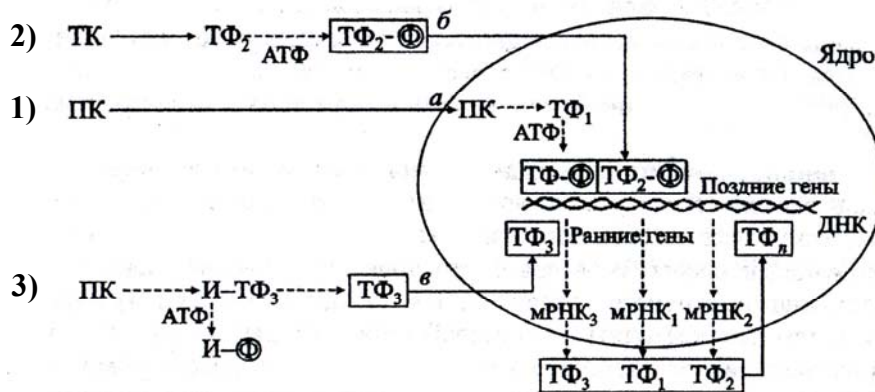 2) ТК ТФ₂ АТФ ТФ₂-Ф б
Ядро
1) ПК а ПК ТФ₁
АТФ
ТФ-Ф ТФ₂-Ф
Поздние гены
ДНК
ТФ₃ Ранние гены ТФₙ
3) ПК И–ТФ₃ ТФ₃ в
АТФ
мРНК₃ мРНК₁ мРНК₂
И–Ф
ТФ₃ ТФ₁ ТФ₂